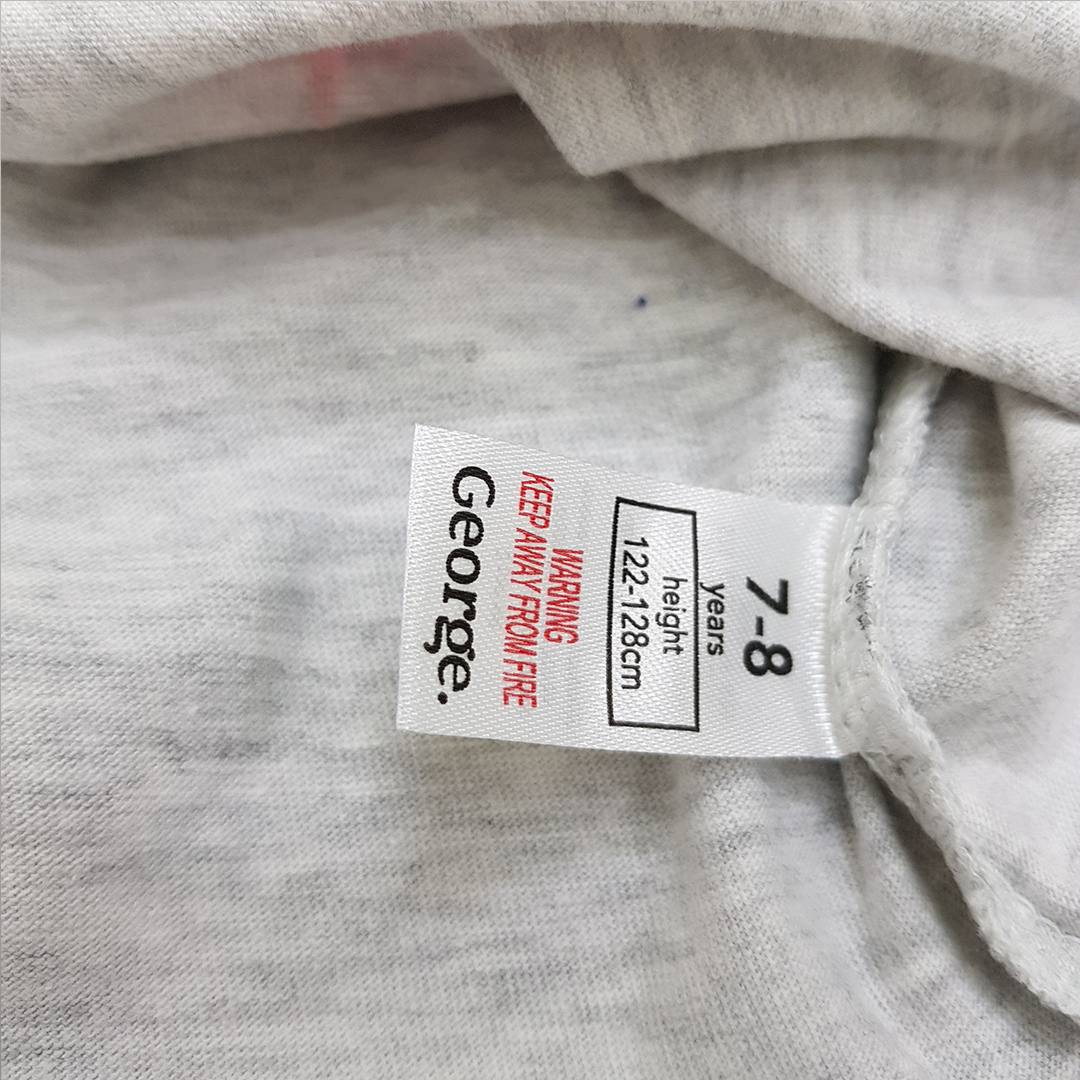 7-8
years
height
122-128cm
WARNING
KEEP AWAY FROM FIRE
George.